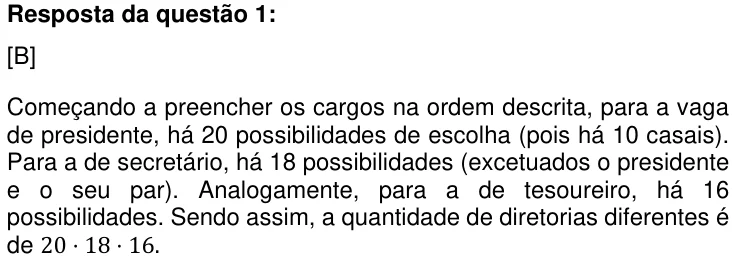 Resposta da questão 1:
[B]
Começando a preencher os cargos na ordem descrita, para a vaga
de presidente, há 20 possibilidades de escolha (pois há 10 casais).
Para a de secretário, há 18 possibilidades (excetuados o presidente
e o seu par). Analogamente, para a de tesoureiro, há 16
possibilidades. Sendo assim, a quantidade de diretorias diferentes é
de 20 · 18 · 16.